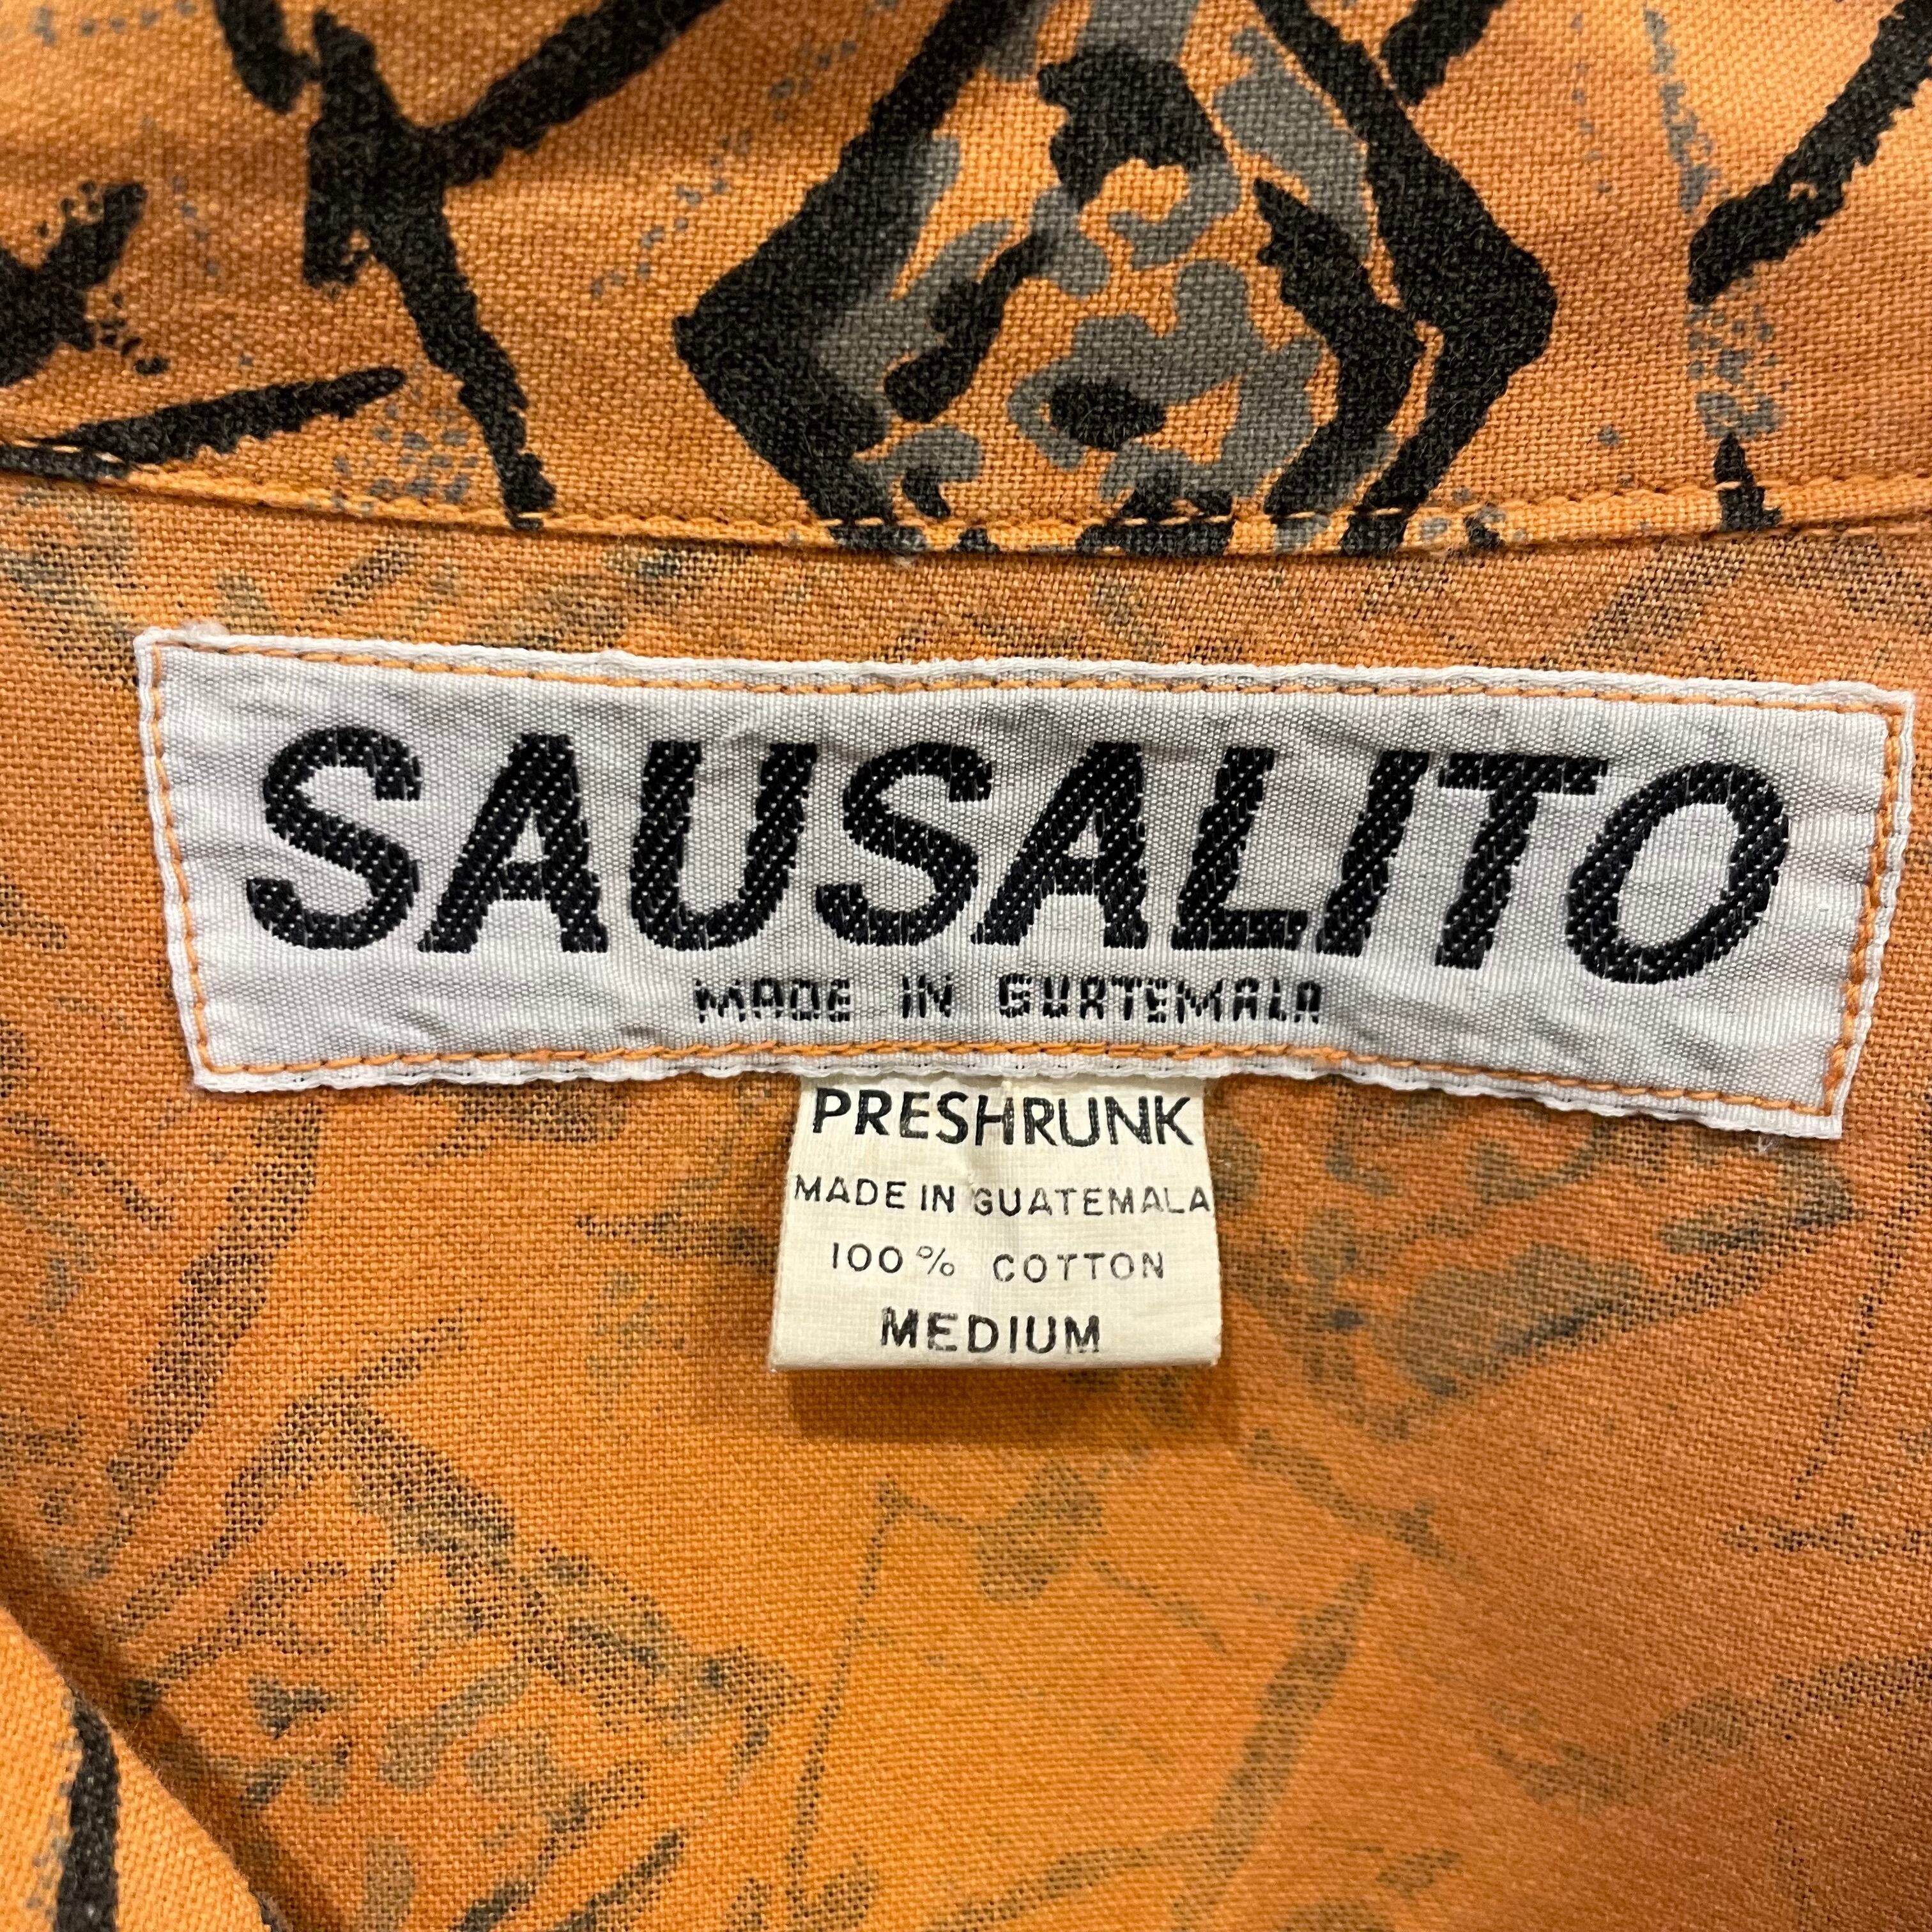 SAUSALITO
MADE IN GUATEMALA
PRESHRUNK
MADE IN GUATEMALA
100% COTTON
MEDIUM